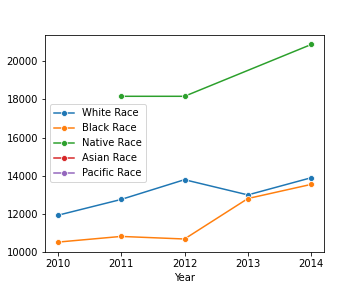 20000
18000
16000
14000
12000
10000
White Race
Black Race
Native Race
Asian Race
Pacific Race
2010 2011 2012 2013 2014
Year